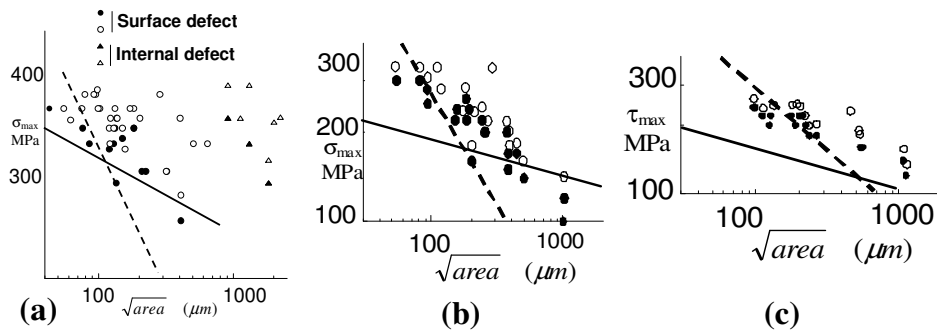 Surface defect
Internal defect
400
σmax
MPa
300
100
1000
√area (μm)
(a)
300
200
σmax
MPa
100
100
1000
√area (μm)
(b)
300
τmax
MPa
100
100
1000
√area (μm)
(c)